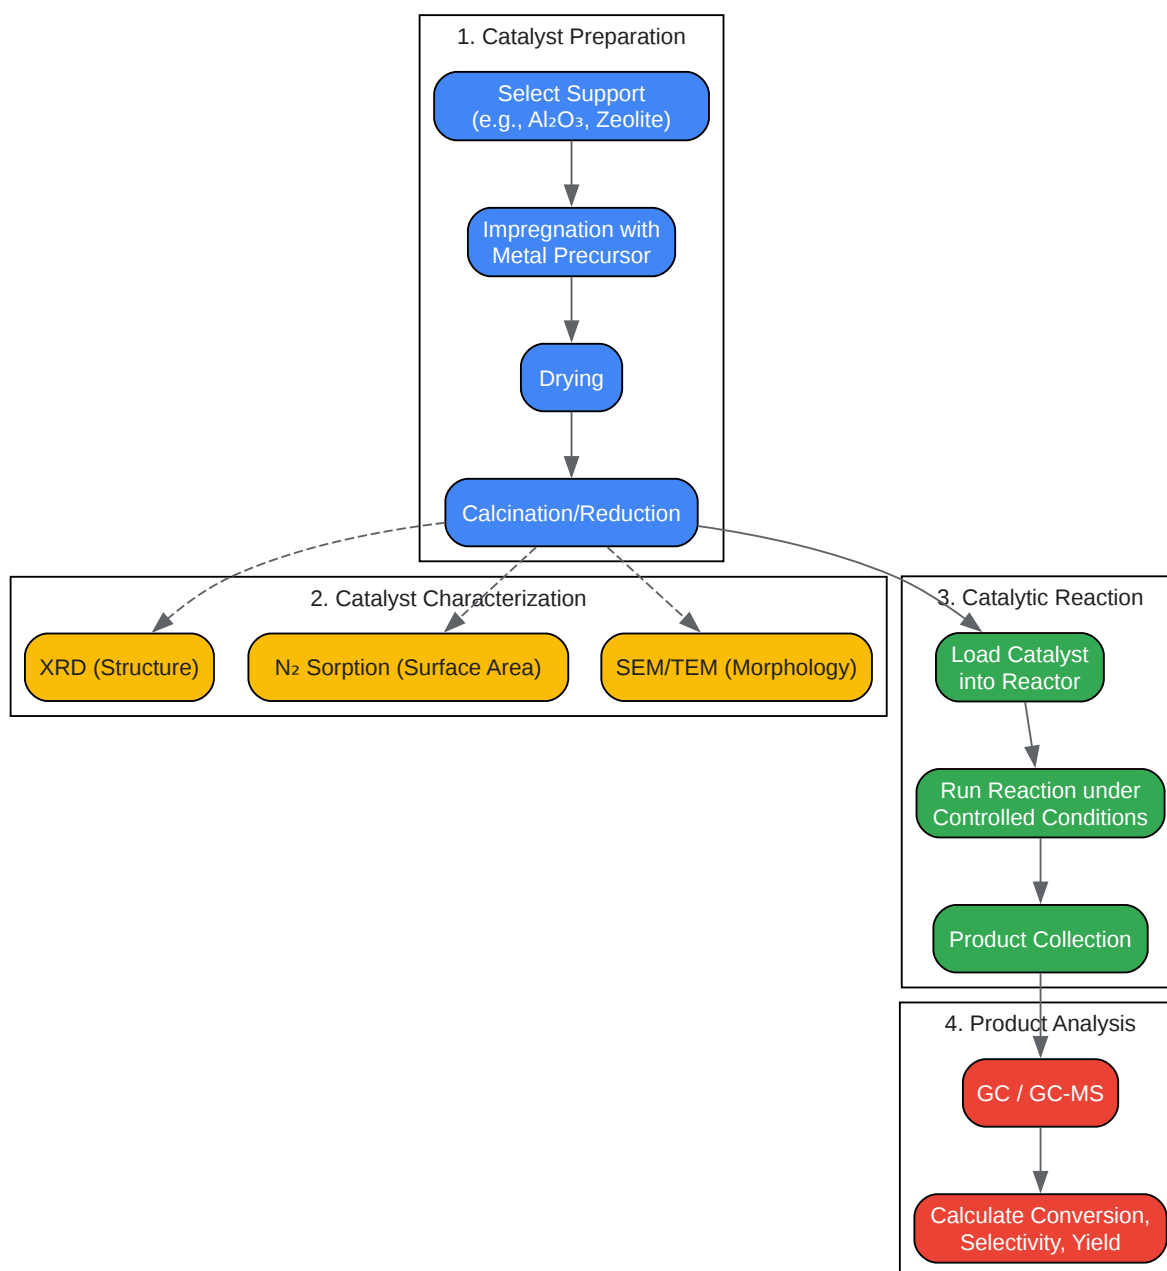 1. Catalyst Preparation
Select Support
(e.g., Al₂O₃, Zeolite)
Impregnation with
Metal Precursor
Drying
Calcination/Reduction
2. Catalyst Characterization
XRD (Structure)
N₂ Sorption (Surface Area)
SEM/TEM (Morphology)
3. Catalytic Reaction
Load Catalyst
into Reactor
Run Reaction under
Controlled Conditions
Product Collection
4. Product Analysis
GC / GC-MS
Calculate Conversion,
Selectivity, Yield